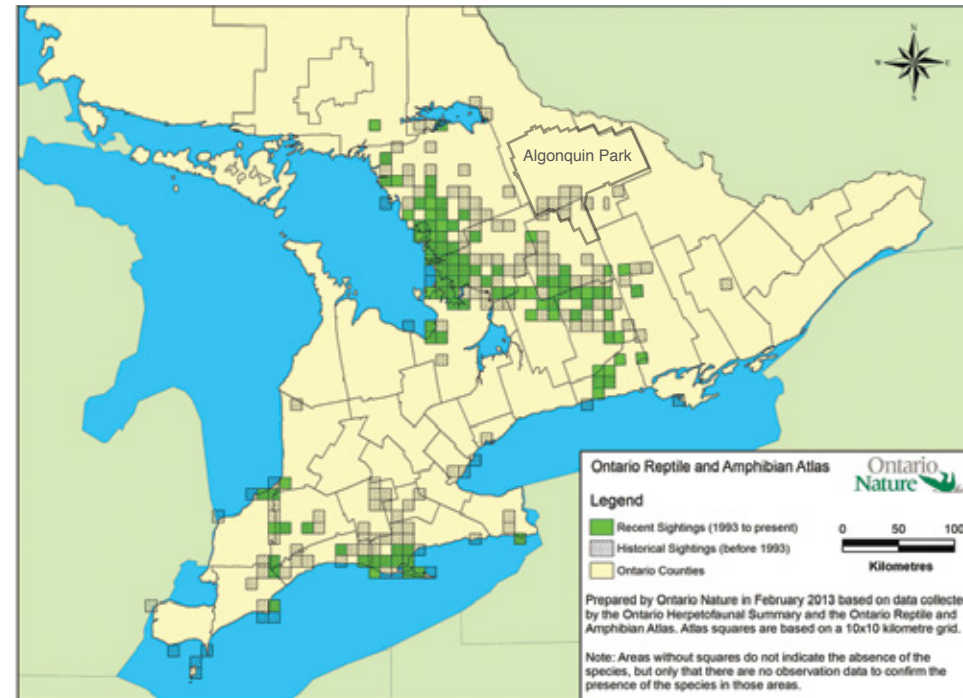 N
W
E
S
Algonquin Park
Ontario Reptile and Amphibian Atlas
Ontario
Nature
Legend
Recent Sightings (1993 to present)
Historical Sightings (before 1993)
Ontario Counties
0 50 100
Kilometres
Prepared by Ontario Nature in February 2013 based on data collecte
by the Ontario Herpetofaunal Summary and the Ontario Reptile and
Amphibian Atlas. Atlas squares are based on a 10x10 kilometre grid.
Note: Areas without squares do not indicate the absence of the
species, but only that there are no observation data to confirm the
presence of the species in those areas.